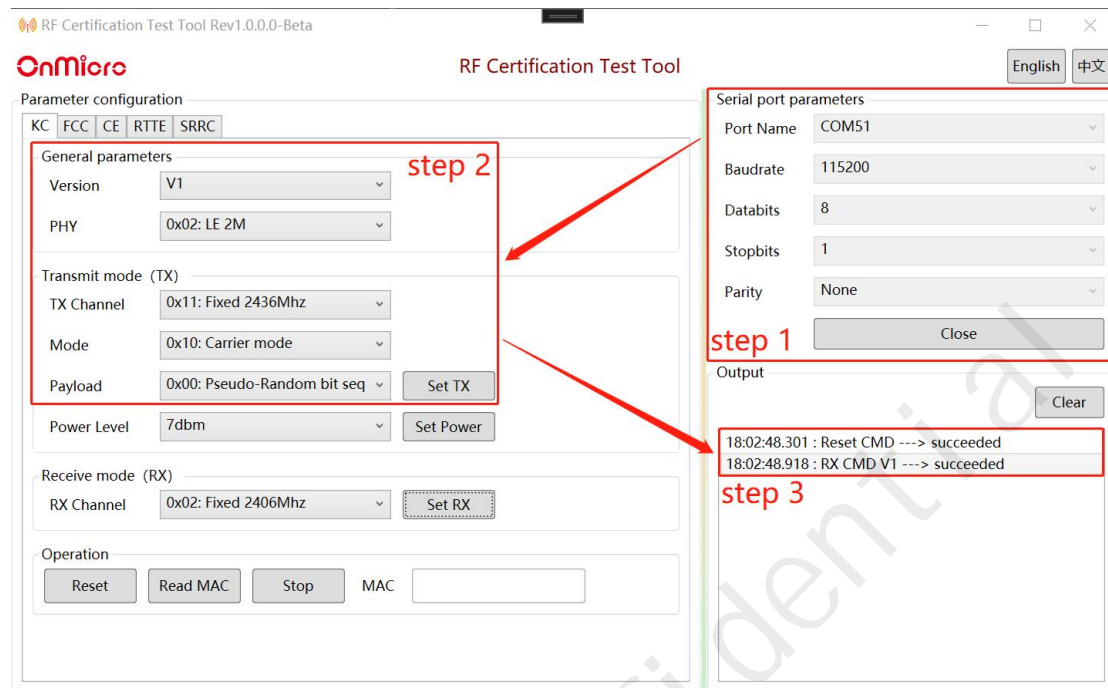 RF Certification Test Tool Rev1.0.0.0-Beta
OnMicro
RF Certification Test Tool
English
中文
Parameter configuration
KC FCC CE RTTE SRRC
General parameters
step 2
Version V1
PHY 0x02: LE 2M
Transmit mode (TX)
TX Channel 0x11: Fixed 2436Mhz
Mode 0x10: Carrier mode
Payload 0x00: Pseudo-Random bit seq Set TX
Power Level 7dbm Set Power
Receive mode (RX)
RX Channel 0x02: Fixed 2406Mhz Set RX
Operation
Reset Read MAC Stop MAC
Serial port parameters
Port Name COM51
Baudrate 115200
Databits 8
Stopbits 1
Parity None
step 1 Close
Output
Clear
18:02:48.301 : Reset CMD ---> succeeded
18:02:48.918 : RX CMD V1 ---> succeeded
step 3